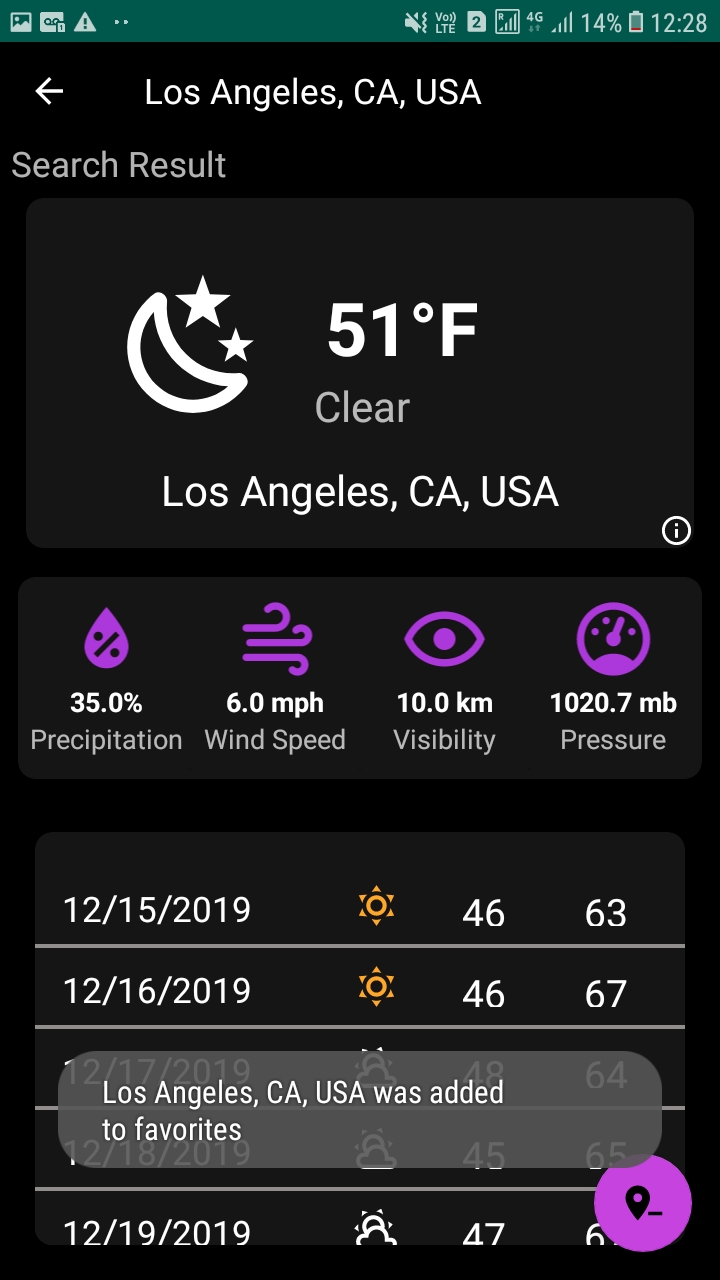 Vo)) LTE 2 R 4G 14% 12:28
Los Angeles, CA, USA
Search Result
51°F
Clear
Los Angeles, CA, USA
35.0% 6.0 mph 10.0 km 1020.7 mb
Precipitation Wind Speed Visibility Pressure
12/15/2019 46 63
12/16/2019 46 67
12/17/2019 48 64
Los Angeles, CA, USA was added
to favorites
12/18/2019 45 65
12/19/2019 47